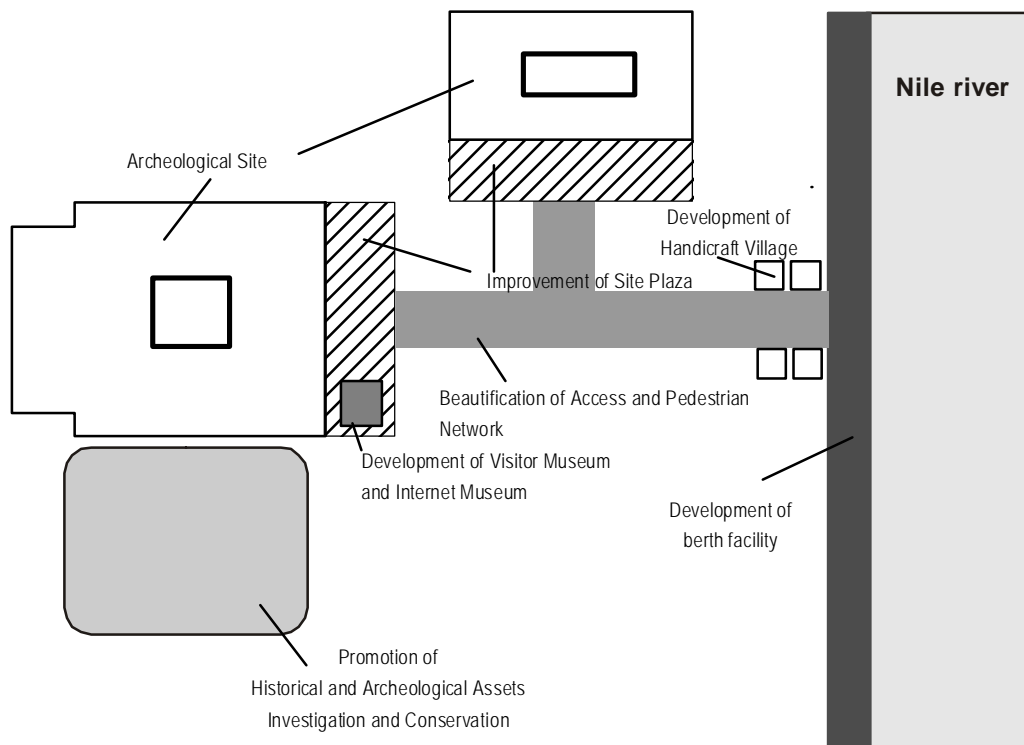 Nile river
Archeological Site
Development of
Handicraft Village
Improvement of Site Plaza
Beautification of Access and Pedestrian
Network
Development of Visitor Museum
and Internet Museum
Development of
berth facility
Promotion of
Historical and Archeological Assets
Investigation and Conservation